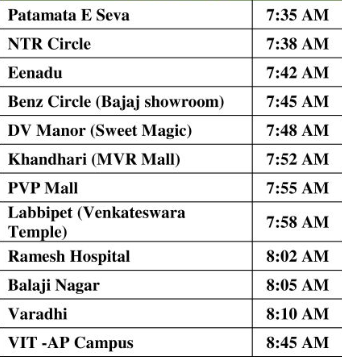 Patamata E Seva 7:35 AM
NTR Circle 7:38 AM
Eenadu 7:42 AM
Benz Circle (Bajaj showroom) 7:45 AM
DV Manor (Sweet Magic) 7:48 AM
Khandhari (MVR Mall) 7:52 AM
PVP Mall 7:55 AM
Labbipet (Venkateswara
Temple) 7:58 AM
Ramesh Hospital 8:02 AM
Balaji Nagar 8:05 AM
Varadhi 8:10 AM
VIT -AP Campus 8:45 AM